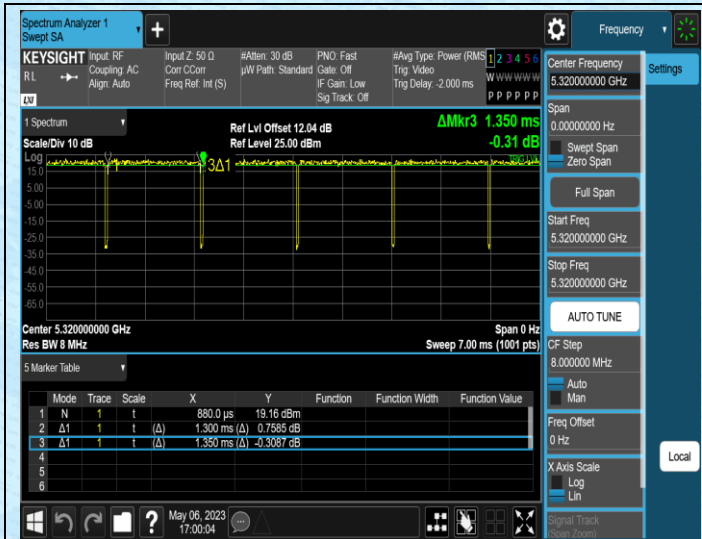 Spectrum Analyzer 1
Swept SA
Frequency
KEYSIGHT
RL
LXI
Input: RF
Coupling: AC
Align: Auto
Input Z: 50 Ω
Corr CCorr
Freq Ref: Int (S)
#Atten: 30 dB
µW Path: Standard
PNO: Fast
Gate: Off
IF Gain: Low
Sig Track: Off
#Avg Type: Power (RMS
Trig: Video
Trig Delay: -2.000 ms
1 2 3 4 5 6
W W W W W W
P P P P P P
1 Spectrum
Scale/Div 10 dB
Ref Lvl Offset 12.04 dB
Ref Level 25.00 dBm
ΔMkr3 1.350 ms
-0.31 dB
Log
15.0
5.00
-5.00
-15.0
-25.0
-35.0
-45.0
-55.0
-65.0
1
3Δ1
Center 5.320000000 GHz
Res BW 8 MHz
Span 0 Hz
Sweep 7.00 ms (1001 pts)
5 Marker Table
Mode Trace Scale X Y Function Function Width Function Value
1 N 1 t 880.0 µs 19.16 dBm
2 Δ1 1 t (Δ) 1.300 ms (Δ) 0.7585 dB
3 Δ1 1 t (Δ) 1.350 ms (Δ) -0.3087 dB
4
5
6
May 06, 2023
17:00:04
Center Frequency
5.320000000 GHz
Span
0.00000000 Hz
Swept Span
Zero Span
Full Span
Start Freq
5.320000000 GHz
Stop Freq
5.320000000 GHz
AUTO TUNE
CF Step
8.000000 MHz
Auto
Man
Freq Offset
0 Hz
X Axis Scale
Log
Lin
Signal Track
(Span Zoom)
Settings
Local